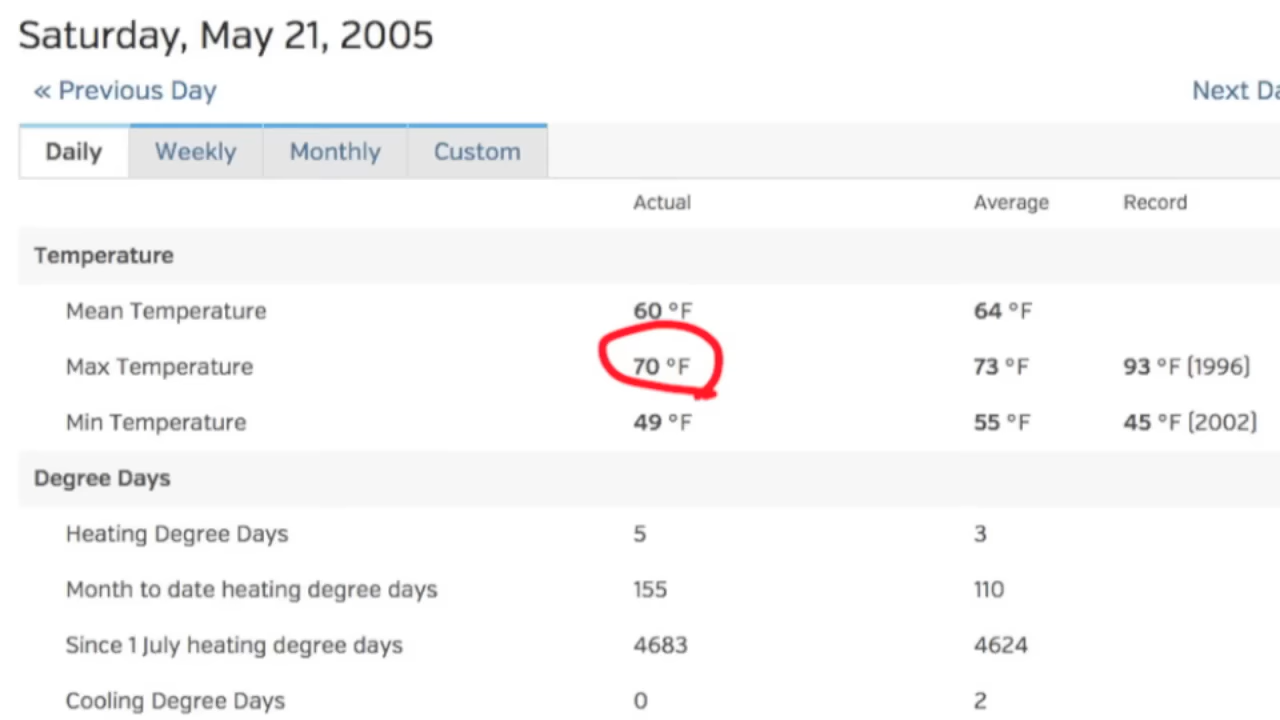 Saturday, May 21, 2005
« Previous Day Next Da
Daily Weekly Monthly Custom
Actual Average Record
Temperature
Mean Temperature 60 °F 64 °F
Max Temperature 70 °F 73 °F 93 °F (1996)
Min Temperature 49 °F 55 °F 45 °F (2002)
Degree Days
Heating Degree Days 5 3
Month to date heating degree days 155 110
Since 1 July heating degree days 4683 4624
Cooling Degree Days 0 2